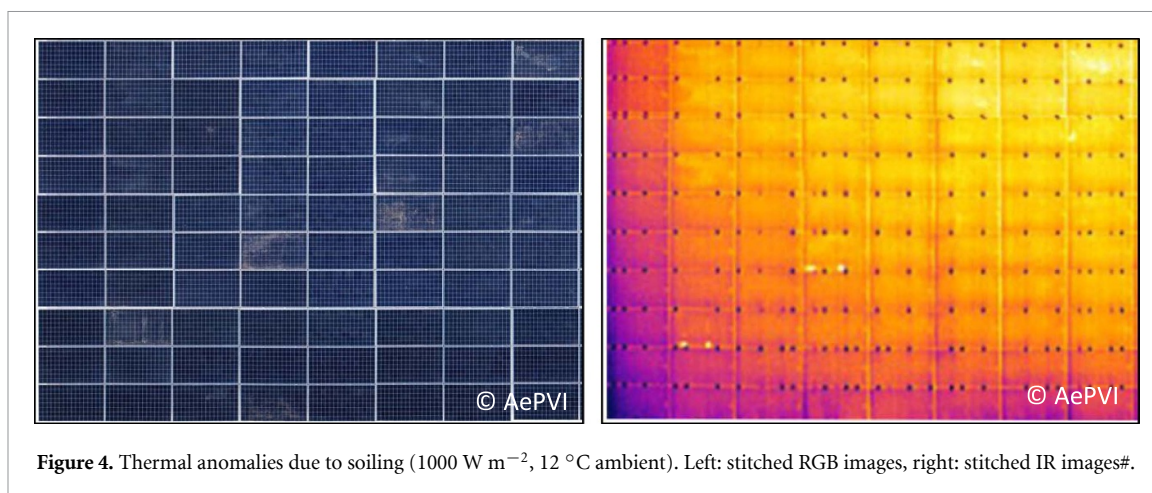 © AePVI
© AePVI
Figure 4. Thermal anomalies due to soiling (1000 W m−2, 12 °C ambient). Left: stitched RGB images, right: stitched IR images#.